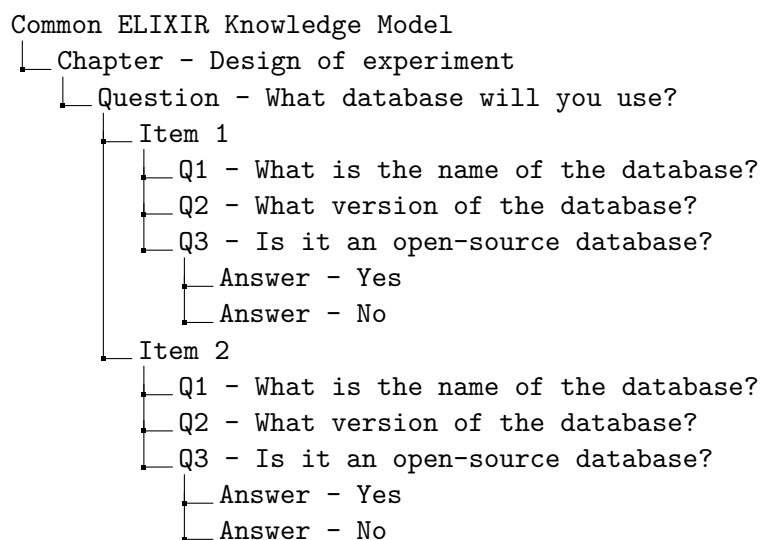 Common ELIXIR Knowledge Model
Chapter - Design of experiment
Question - What database will you use?
Item 1
Q1 - What is the name of the database?
Q2 - What version of the database?
Q3 - Is it an open-source database?
Answer - Yes
Answer - No
Item 2
Q1 - What is the name of the database?
Q2 - What version of the database?
Q3 - Is it an open-source database?
Answer - Yes
Answer - No